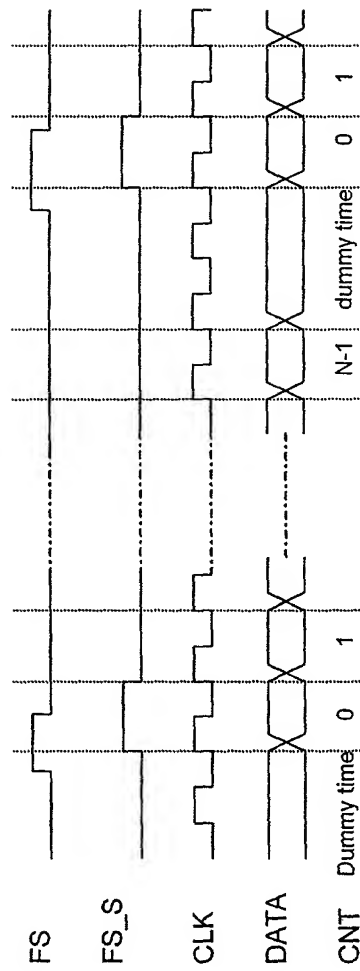 FS
FS_S
CLK
DATA
CNT Dummy time 0 1 N-1 dummy time 0 1